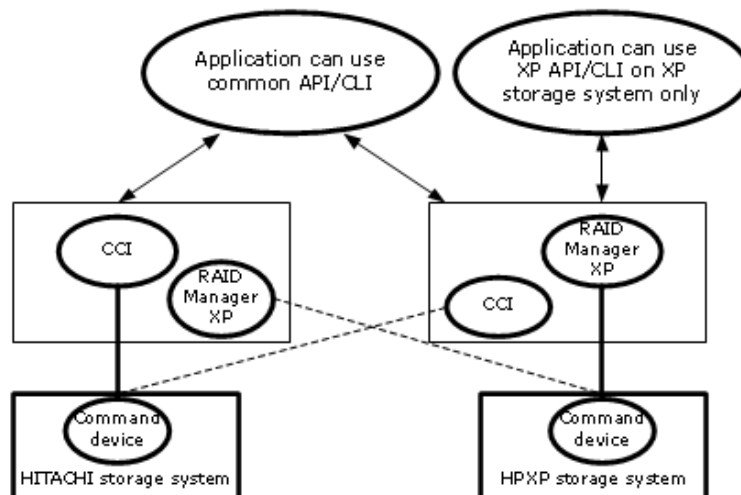 Application can use
common API/CLI
Application can use
XP API/CLI on XP
storage system only
CCI
RAID
Manager
XP
RAID
Manager
XP
CCI
Command
device
HITACHI storage system
Command
device
HPXP storage system